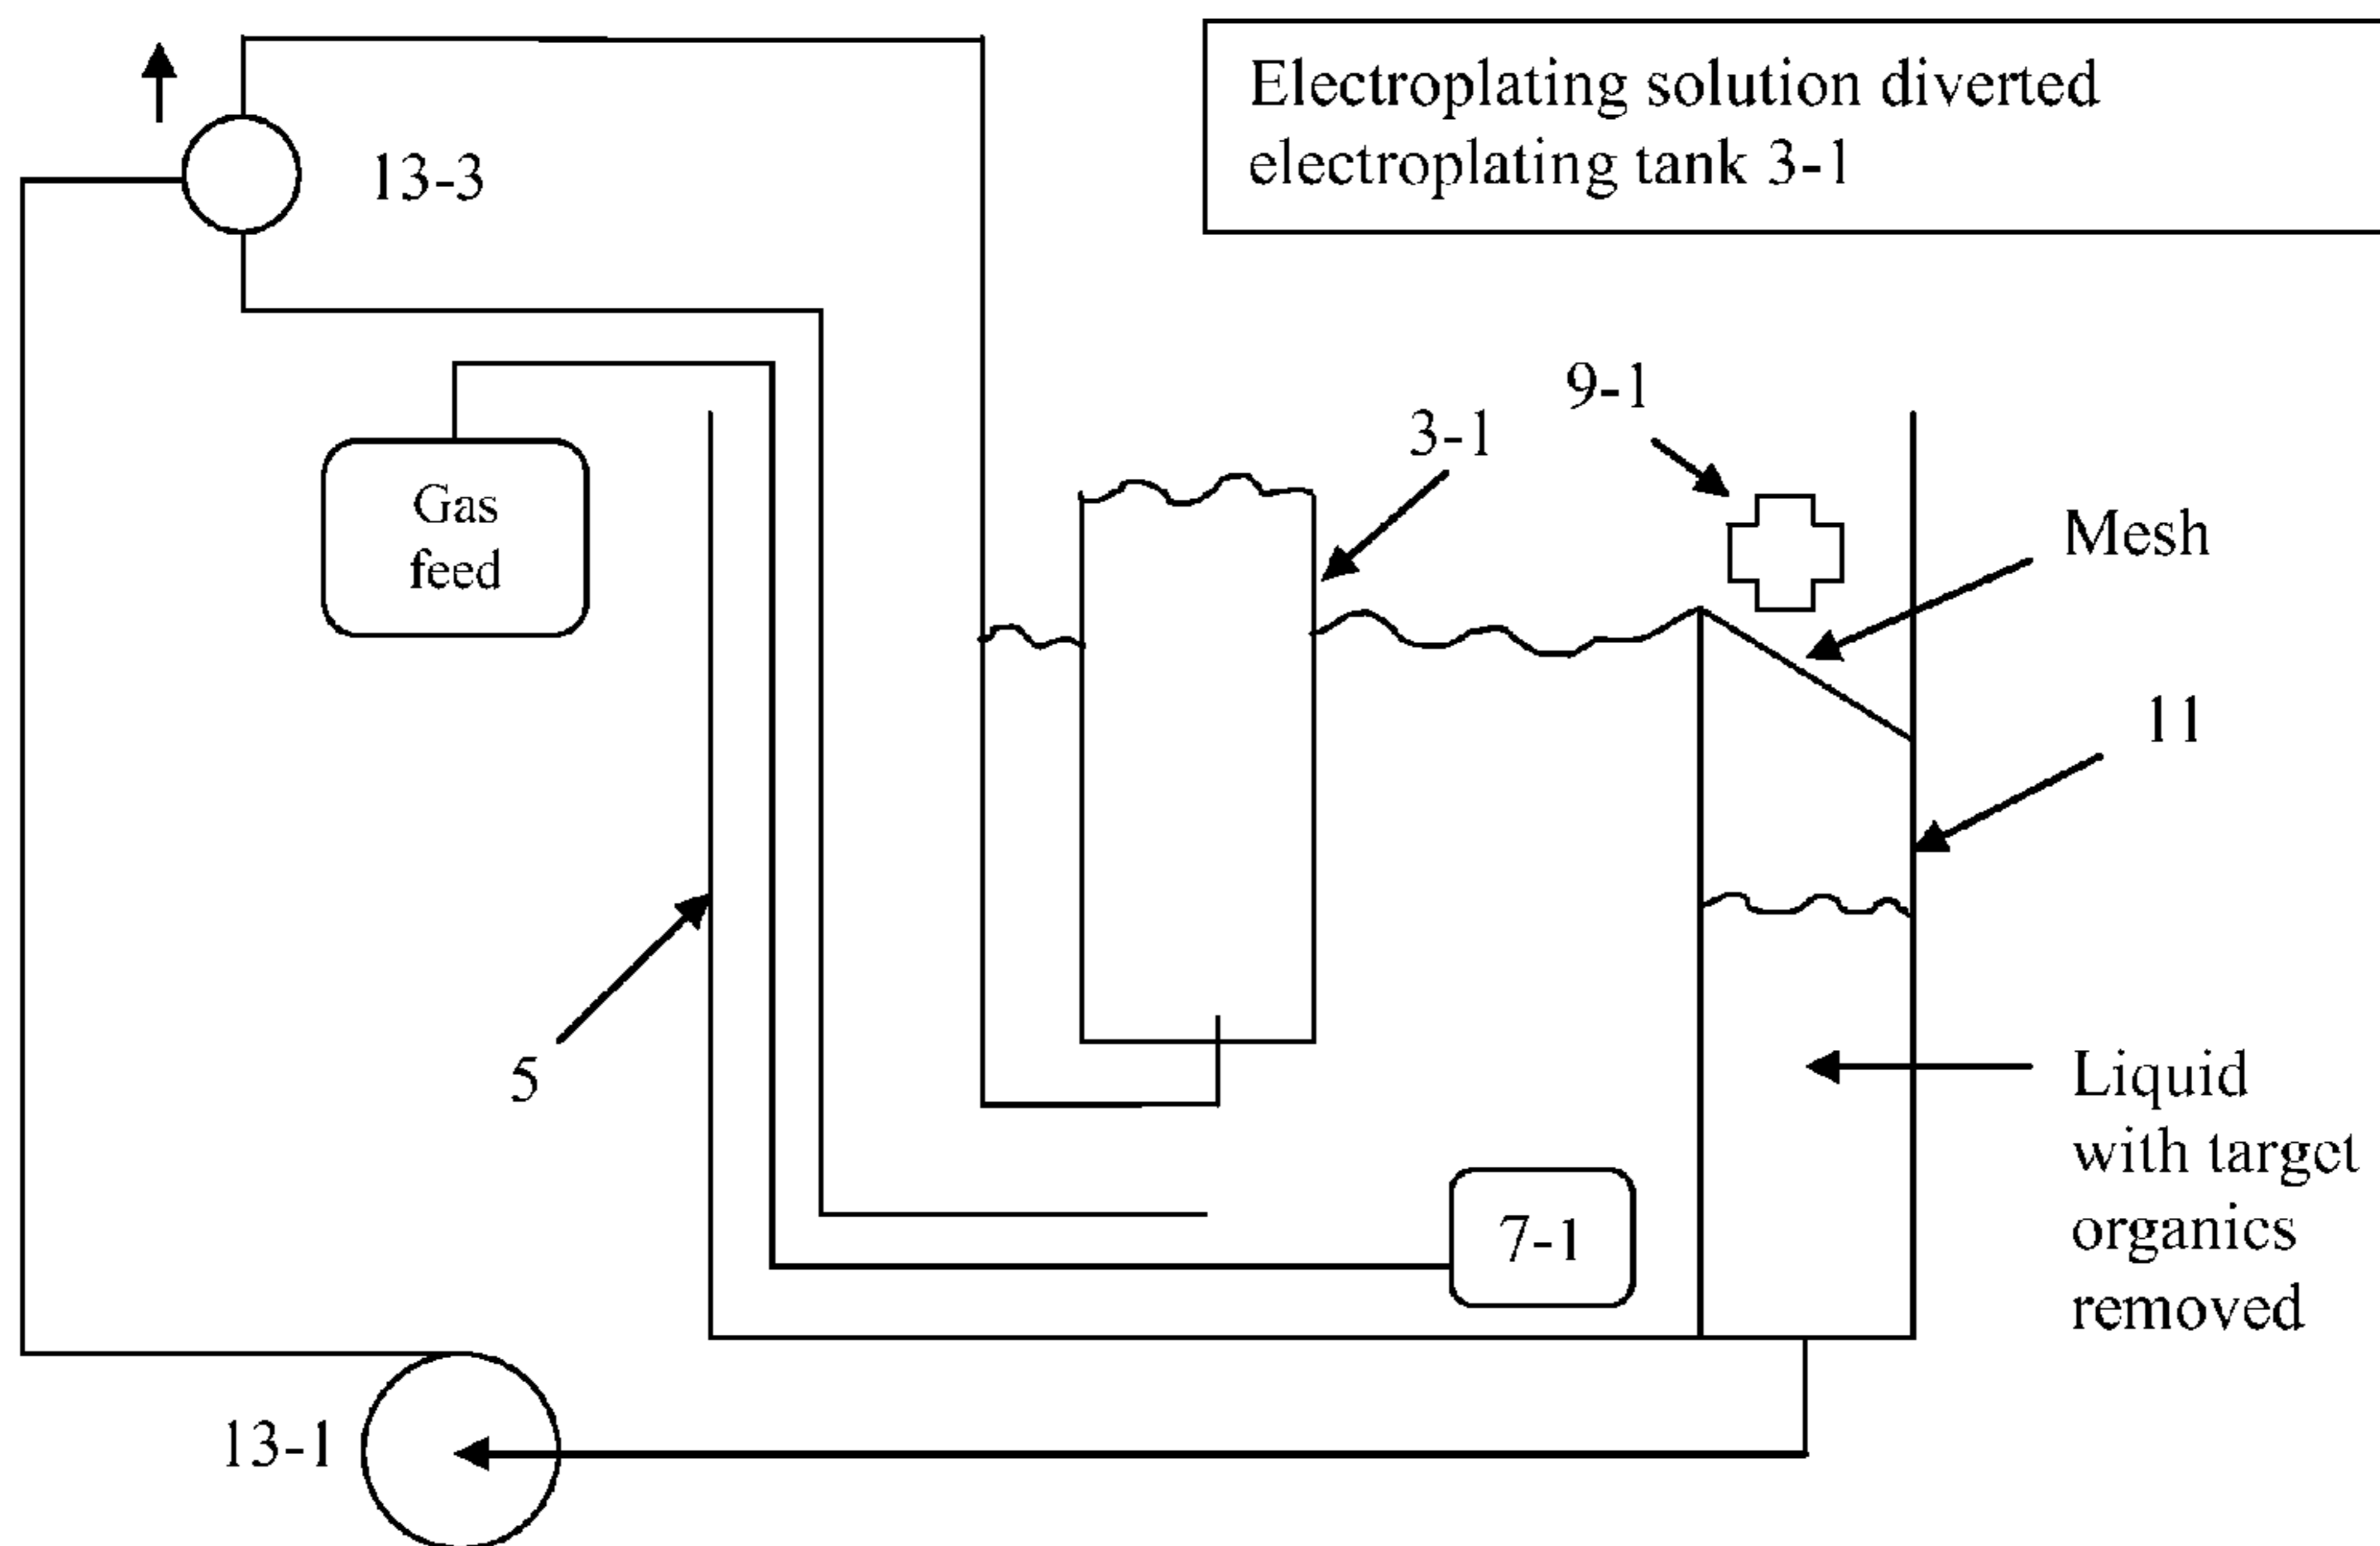 Electroplating solution diverted
electroplating tank 3-1
13-3
9-1
3-1
Gas
feed
Mesh
11
5
Liquid
with target
organics
removed
7-1
13-1